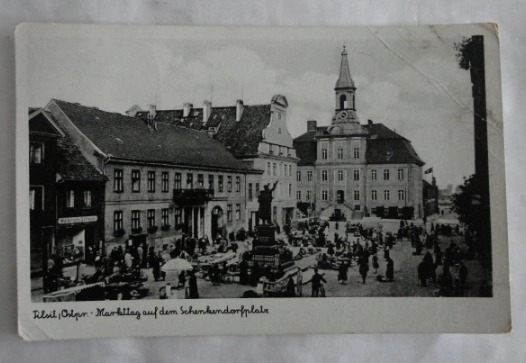 Tilsit, Ostpr. - Markttag auf dem Schenkendorfplatz